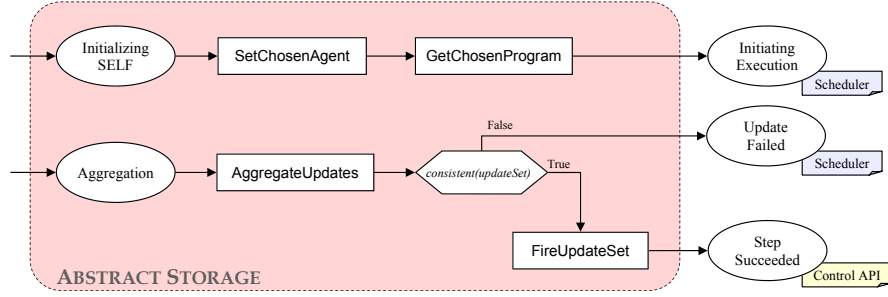 Initializing
SELF
SetChosenAgent
GetChosenProgram
Initiating
Execution
Scheduler
False
Update
Failed
Scheduler
Aggregation
AggregateUpdates
consistent(updateSet)
True
FireUpdateSet
Step
Succeeded
Control API
ABSTRACT STORAGE